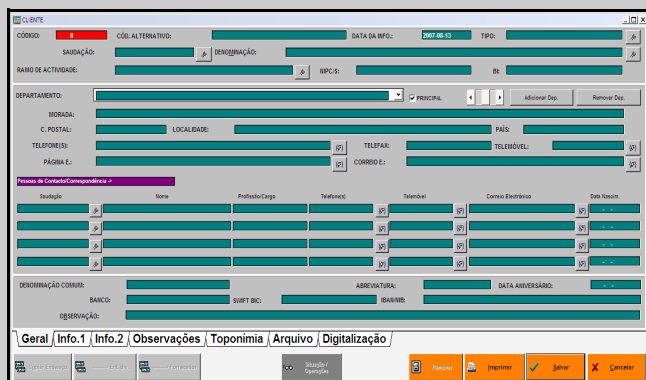 CLIENTE
CÓDIGO: 8 CÓD. ALTERNATIVO: DATA DA INFO.: 2007-08-13 TIPO:
SAUDAÇÃO: DENOMINAÇÃO:
RAMO DE ACTIVIDADE: NIPC/S: BI:
DEPARTAMENTO: PRINCIPAL Adicionar Dep. Remover Dep.
MORADA:
C. POSTAL: LOCALIDADE: PAÍS:
TELEFONE(S): TELEFAX: TELEMÓVEL:
PÁGINA E.: CORREIO E.:
Pessoas de Contacto/Correspondência ->
Saudação Nome Profissão/Cargo Telefone(s) Telemóvel Correio Electrónico Data Nascim.
DENOMINAÇÃO COMUM: ABREVIATURA: DATA ANIVERSÁRIO:
BANCO: SWIFT BIC: IBAN/NIB:
OBSERVAÇÃO:
Geral Info.1 Info.2 Observações Toponímia Arquivo Digitalização
Situação / Operações Imprimir Salvar Cancelar